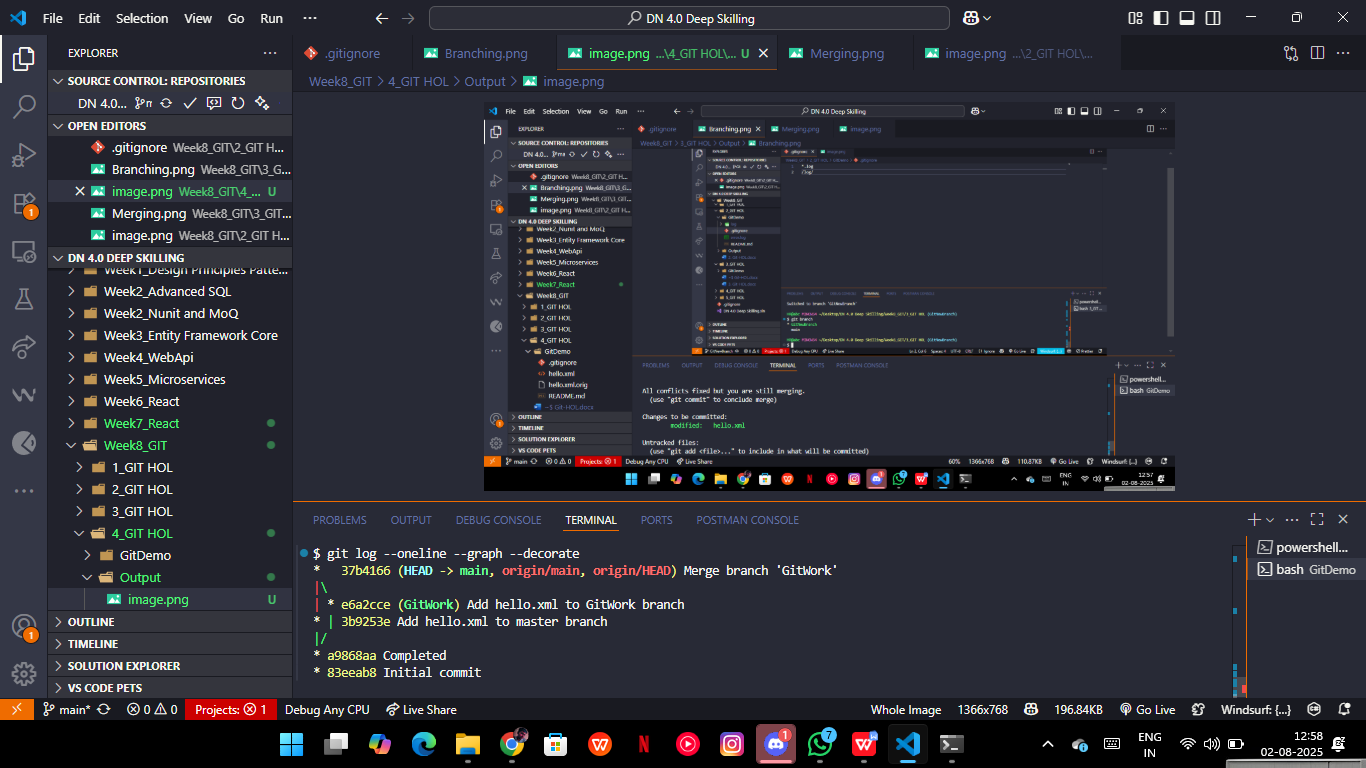 File Edit Selection View Go Run ··· DN 4.0 Deep Skilling
EXPLORER
SOURCE CONTROL: REPOSITORIES
DN 4.0...
OPEN EDITORS
.gitignore Week8_GIT\2_GIT H...
Branching.png Week8_GIT\3_G...
image.png Week8_GIT\4_... U
Merging.png Week8_GIT\3_GIT...
image.png Week8_GIT\2_GIT H...
DN 4.0 DEEP SKILLING
Week1_Design Principles Patte...
Week2_Advanced SQL
Week2_Nunit and MoQ
Week3_Entity Framework Core
Week4_WebApi
Week5_Microservices
Week6_React
Week7_React
Week8_GIT
1_GIT HOL
2_GIT HOL
3_GIT HOL
4_GIT HOL
GitDemo
Output
image.png U
OUTLINE
TIMELINE
SOLUTION EXPLORER
VS CODE PETS
1
1
.gitignore Branching.png image.png ...\4_GIT HOL\... U Merging.png image.png ...\2_GIT HOL\...
Week8_GIT > 4_GIT HOL > Output > image.png
File Edit Selection View Go Run ··· DN 4.0 Deep Skilling
EXPLORER
SOURCE CONTROL: REPOSITORIES
DN 4.0...
OPEN EDITORS
.gitignore Week8_GIT\2_GIT H...
Branching.png Week8_GIT\3_G...
Merging.png Week8_GIT\3_GIT...
image.png Week8_GIT\2_GIT H...
DN 4.0 DEEP SKILLING
Week2_Nunit and MoQ
Week3_Entity Framework Core
Week4_WebApi
Week5_Microservices
Week6_React
Week7_React
Week8_GIT
1_GIT HOL
2_GIT HOL
3_GIT HOL
4_GIT HOL
GitDemo
.gitignore
hello.xml
hello.xml.orig
README.md
~3 Git-HOL.docx
OUTLINE
TIMELINE
SOLUTION EXPLORER
VS CODE PETS
.gitignore Branching.png Merging.png image.png
Week8_GIT > 3_GIT HOL > Output > Branching.png
PROBLEMS OUTPUT DEBUG CONSOLE TERMINAL PORTS POSTMAN CONSOLE
powershell...
bash GitDemo
All conflicts fixed but you are still merging.
(use "git commit" to conclude merge)
Changes to be committed:
modified: hello.xml
Untracked files:
(use "git add <file>..." to include in what will be committed)
main Projects: 1 Debug Any CPU Live Share 60% 1366x768 110.87KB Go Live Windsurf: {...}
ENG IN 12:57 02-08-2025
PROBLEMS OUTPUT DEBUG CONSOLE TERMINAL PORTS POSTMAN CONSOLE
powershell...
bash GitDemo
$ git log --oneline --graph --decorate
* 37b4166 (HEAD -> main, origin/main, origin/HEAD) Merge branch 'GitWork'
|\
| * e6a2cce (GitWork) Add hello.xml to GitWork branch
* | 3b9253e Add hello.xml to master branch
|/
* a9868aa Completed
* 83eeab8 Initial commit
main* 0 0 Projects: 1 Debug Any CPU Live Share Whole Image 1366x768 196.84KB Go Live Windsurf: {...}
1 7
ENG 12:58
IN 02-08-2025